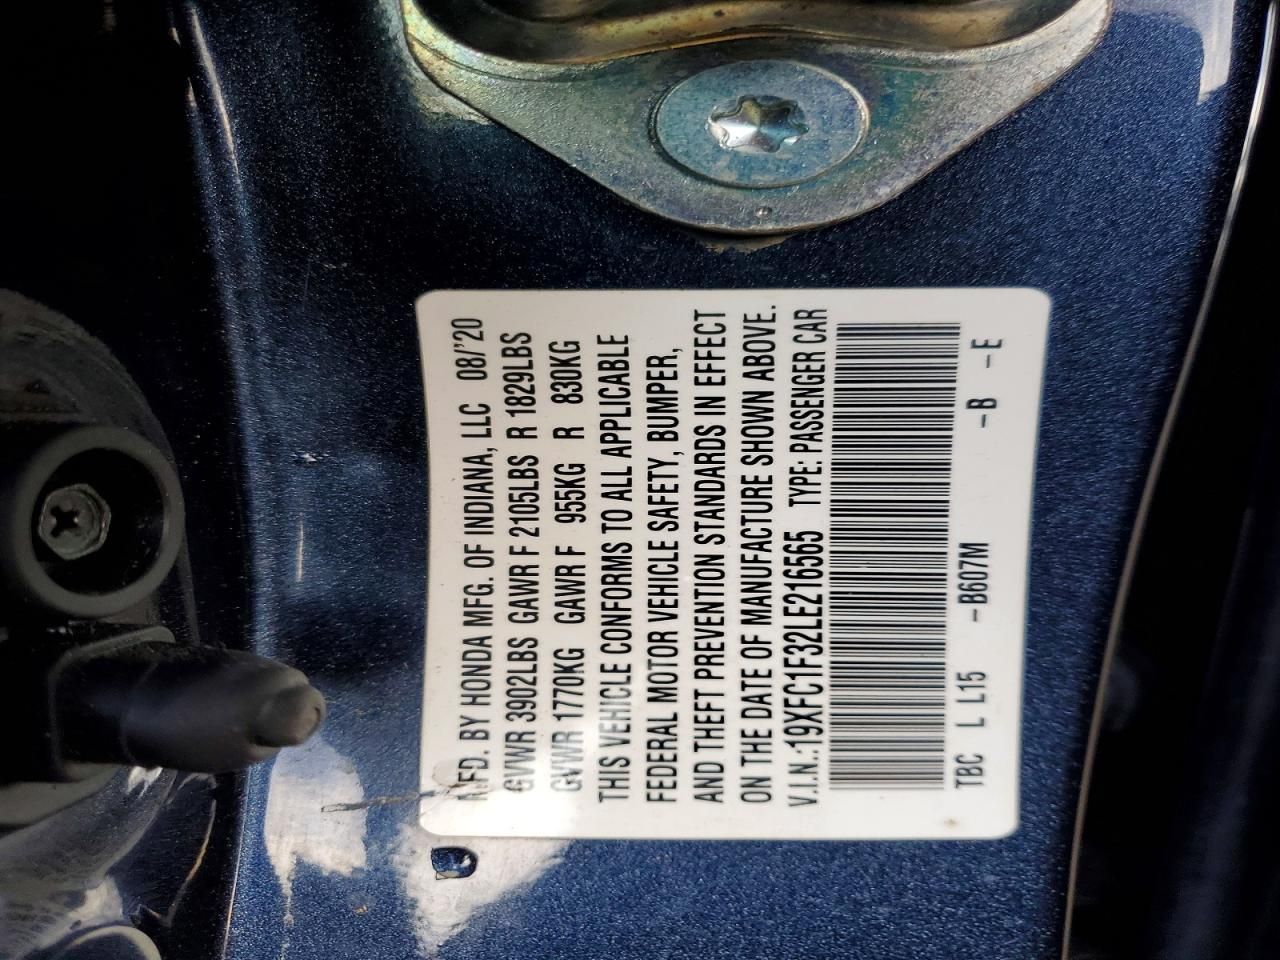 MFD. BY HONDA MFG. OF INDIANA, LLC 08/'20
GVWR 3902LBS GAWR F 2105LBS R 1829LBS
GVWR 1770KG GAWR F 955KG R 830KG
THIS VEHICLE CONFORMS TO ALL APPLICABLE
FEDERAL MOTOR VEHICLE SAFETY, BUMPER,
AND THEFT PREVENTION STANDARDS IN EFFECT
ON THE DATE OF MANUFACTURE SHOWN ABOVE.
V.I.N.:19XFC1F32LE216565 TYPE: PASSENGER CAR
TBC L L15 -B607M -B -E